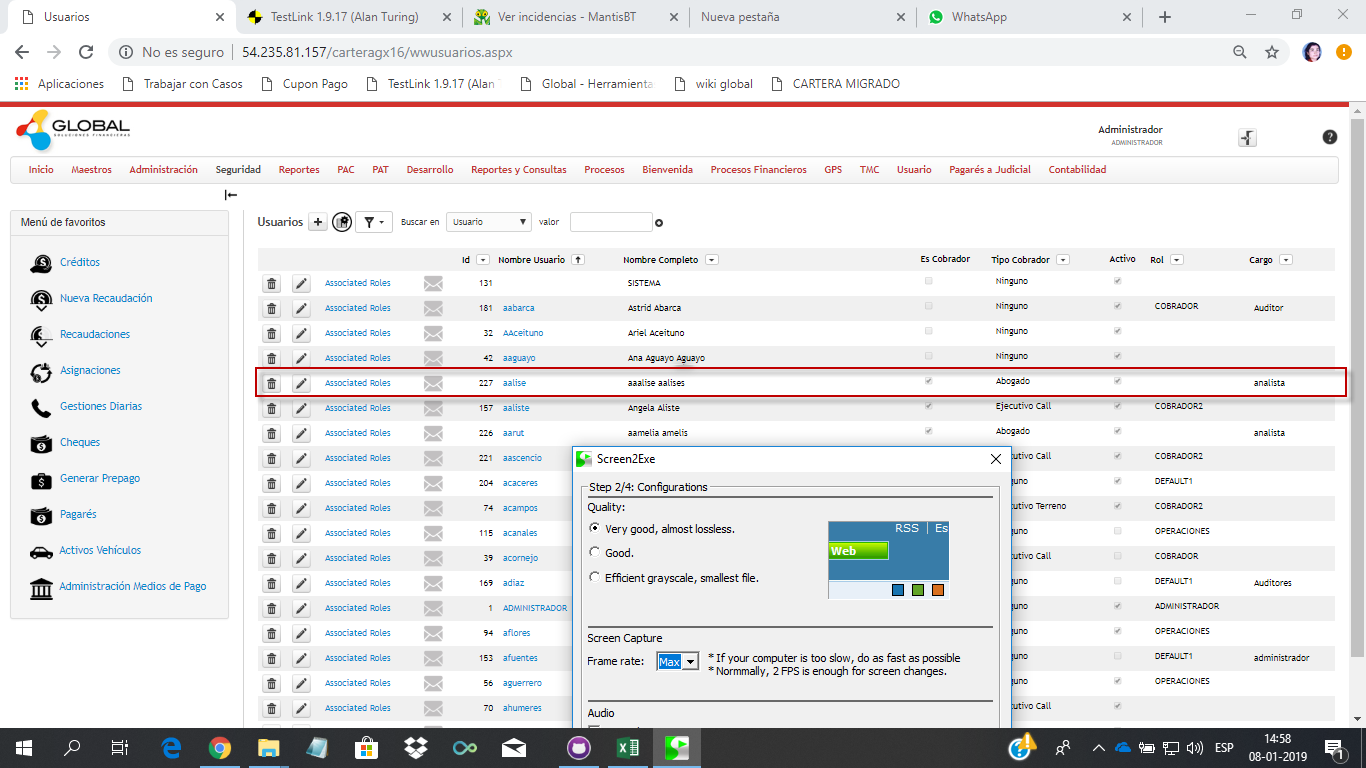 Usuarios
TestLink 1.9.17 (Alan Turing)
Ver incidencias - MantisBT
Nueva pestaña
WhatsApp
No es seguro | 54.235.81.157/carteragx16/wwusuarios.aspx
Aplicaciones Trabajar con Casos Cupon Pago TestLink 1.9.17 (Alan Global - Herramienta wiki global CARTERA MIGRADO
GLOBAL
SOLUCIONES FINANCIERAS
Administrador
ADMINISTRADOR
Inicio Maestros Administración Seguridad Reportes PAC PAT Desarrollo Reportes y Consultas Procesos Bienvenida Procesos Financieros GPS TMC Usuario Pagarés a Judicial Contabilidad
Menú de favoritos
Créditos
Nueva Recaudación
Recaudaciones
Asignaciones
Gestiones Diarias
Cheques
Generar Prepago
Pagarés
Activos Vehículos
Administración Medios de Pago
Usuarios Buscar en Usuario valor
Id Nombre Usuario Nombre Completo Es Cobrador Tipo Cobrador Activo Rol Cargo
Associated Roles 131 SISTEMA Ninguno
Associated Roles 181 aabarca Astrid Abarca Ninguno COBRADOR Auditor
Associated Roles 32 AAceituno Ariel Aceituno Ninguno
Associated Roles 42 aaguayo Ana Aguayo Aguayo Ninguno
Associated Roles 227 aalise aaalise aalises Abogado analista
Associated Roles 157 aaliste Angela Aliste Ejecutivo Call COBRADOR2
Associated Roles 226 aarut aamelia amelis Abogado analista
Associated Roles 221 aascencio cutivo Call COBRADOR2
Associated Roles 204 acaceres guno DEFAULT1
Associated Roles 74 acampos cutivo Terreno COBRADOR2
Associated Roles 115 acanales guno OPERACIONES
Associated Roles 39 acornejo cutivo Call COBRADOR
Associated Roles 169 adiaz guno DEFAULT1 Auditores
Associated Roles 1 ADMINISTRADOR guno ADMINISTRADOR
Associated Roles 94 aflores guno OPERACIONES
Associated Roles 153 afuentes guno DEFAULT1 administrador
Associated Roles 56 aguerrero guno OPERACIONES
Associated Roles 70 ahumeres cutivo Call
Screen2Exe
Step 2/4: Configurations
Quality:
Very good, almost lossless.
Good.
Efficient grayscale, smallest file.
RSS | Es
Web
Screen Capture
Frame rate: Max
* If your computer is too slow, do as fast as possible
* Normmally, 2 FPS is enough for screen changes.
Audio
ESP
14:58
08-01-2019
1